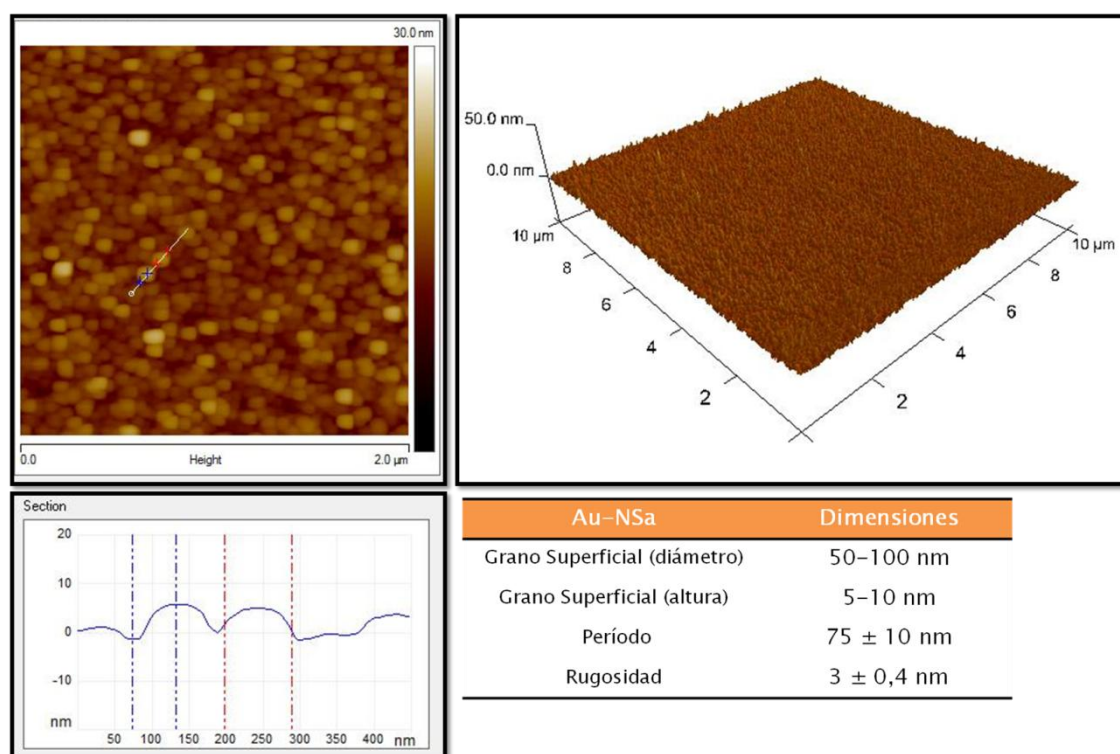 30.0 nm
0.0
Height
2.0 µm
50.0 nm
0.0 nm
10 µm
8
6
4
2
10 µm
8
6
4
2
Section
20
10
0
-10
nm
50 100 150 200 250 300 350 400 nm
Au-NSa Dimensiones
Grano Superficial (diámetro) 50-100 nm
Grano Superficial (altura) 5-10 nm
Período 75 ± 10 nm
Rugosidad 3 ± 0,4 nm